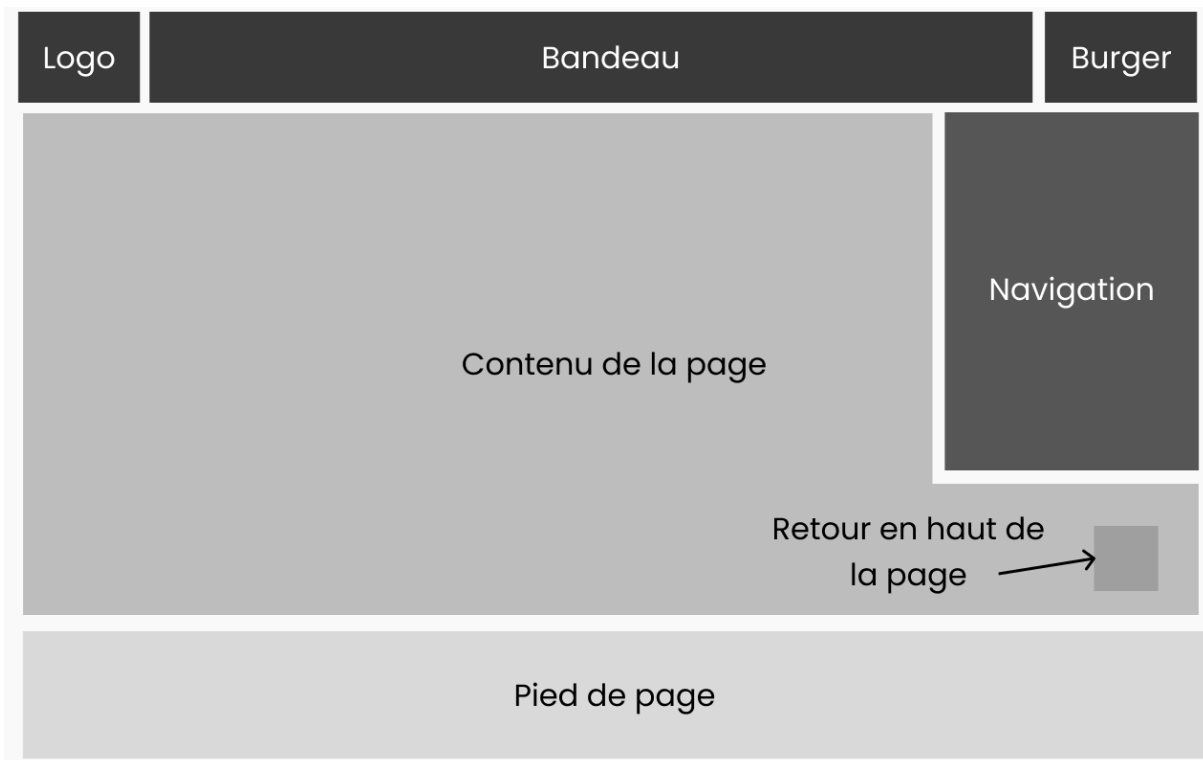 Logo
Bandeau
Burger
Navigation
Contenu de la page
Retour en haut de
la page
Pied de page